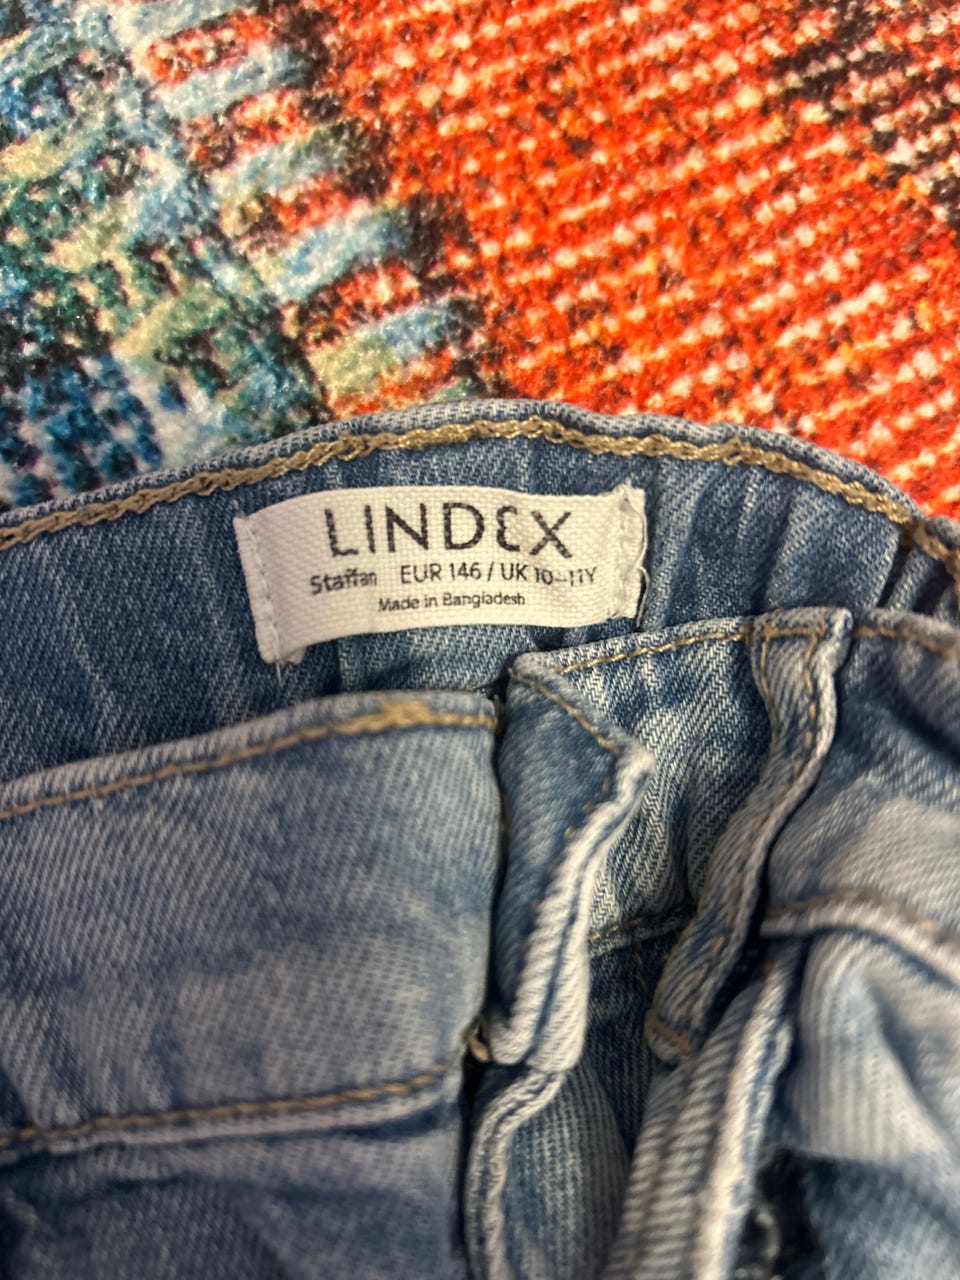 LINDEX
Staffan EUR 146 / UK 10–11Y
Made in Bangladesh